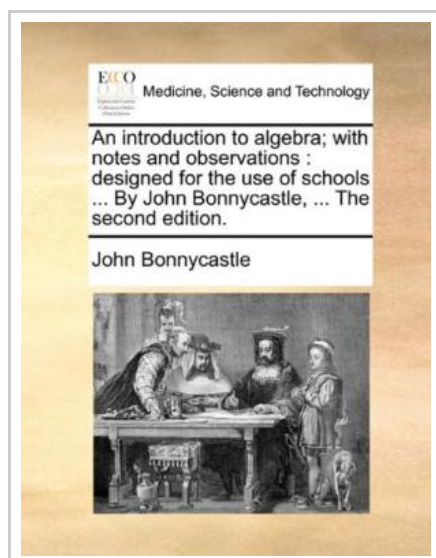 ECCO
Medicine, Science and Technology
An introduction to algebra; with
notes and observations :
designed for the use of schools
... By John Bonnycastle, ... The
second edition.
John Bonnycastle